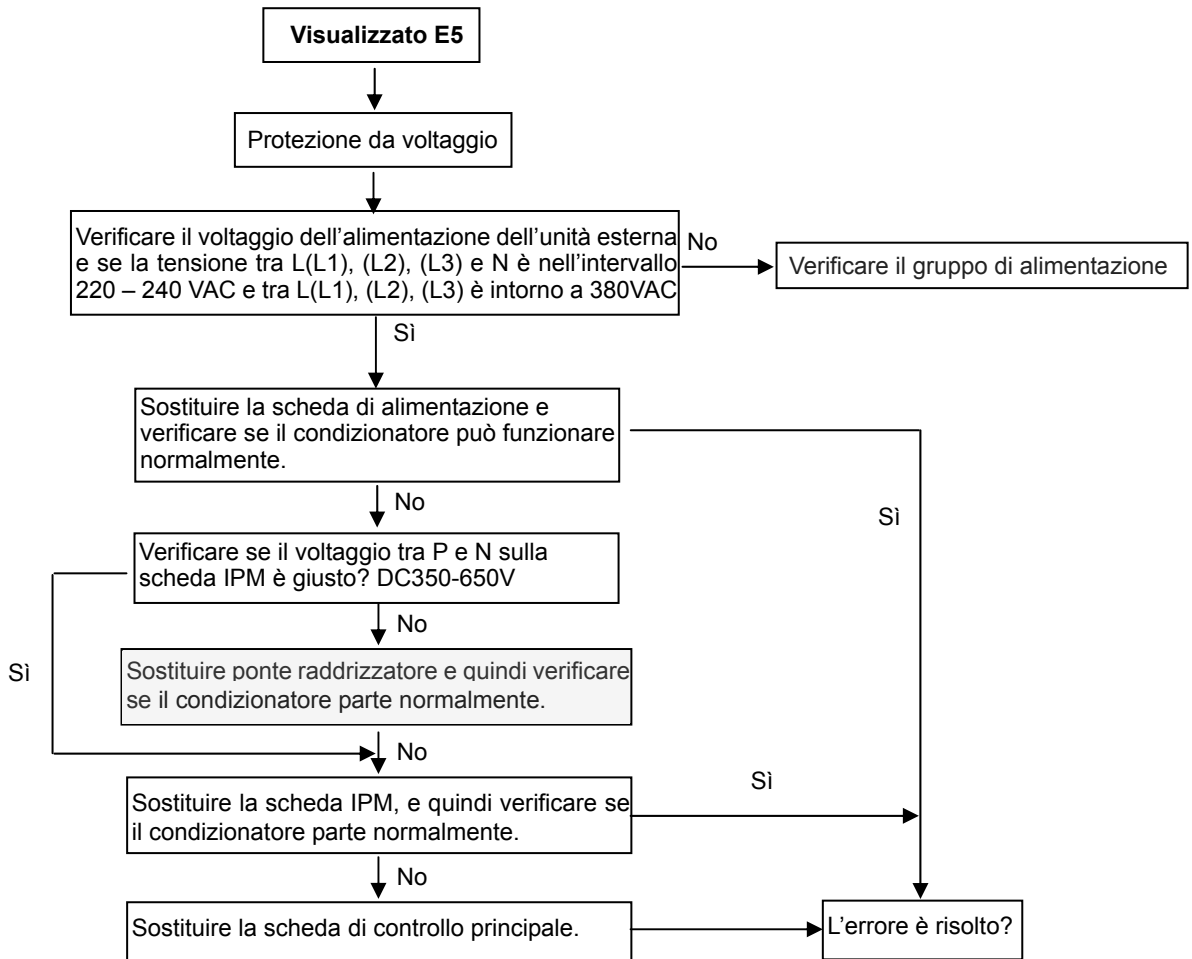 Visualizzato E5
Protezione da voltaggio
Verificare il voltaggio dell'alimentazione dell'unità esterna
e se la tensione tra L(L1), (L2), (L3) e N è nell'intervallo
220 – 240 VAC e tra L(L1), (L2), (L3) è intorno a 380VAC
No
Verificare il gruppo di alimentazione
Sì
Sostituire la scheda di alimentazione e
verificare se il condizionatore può funzionare
normalmente.
No
Sì
Verificare se il voltaggio tra P e N sulla
scheda IPM è giusto? DC350-650V
No
Sì
Sostituire ponte raddrizzatore e quindi verificare
se il condizionatore parte normalmente.
No
Sostituire la scheda IPM, e quindi verificare se
il condizionatore parte normalmente.
Sì
No
Sostituire la scheda di controllo principale.
L'errore è risolto?